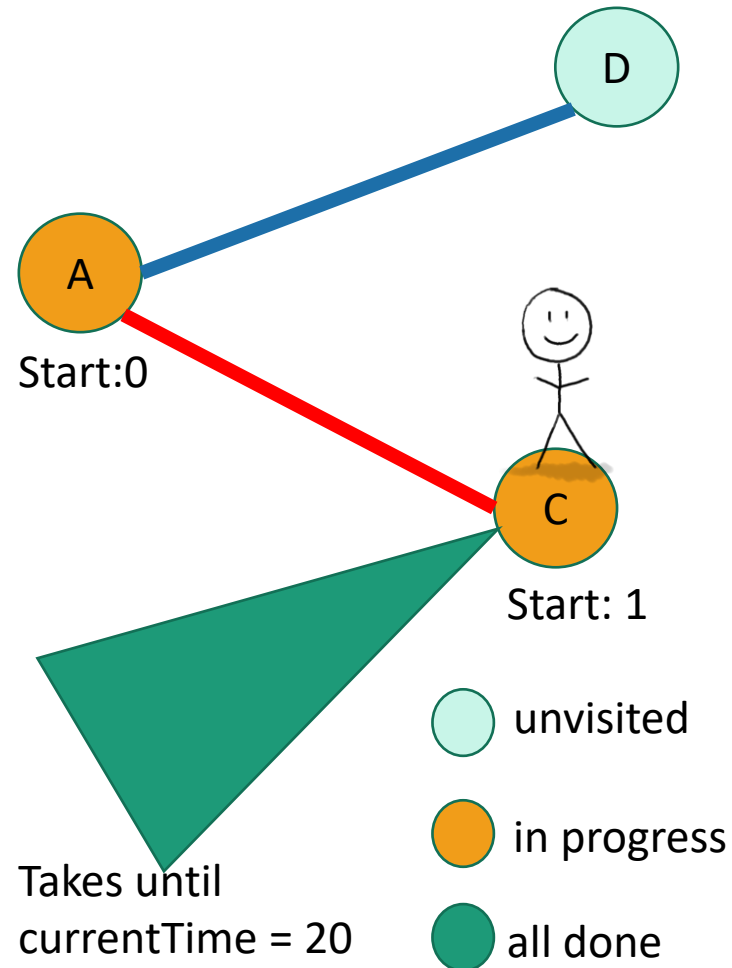 D
A
Start:0
C
Start: 1
unvisited
in progress
Takes until
currentTime = 20
all done